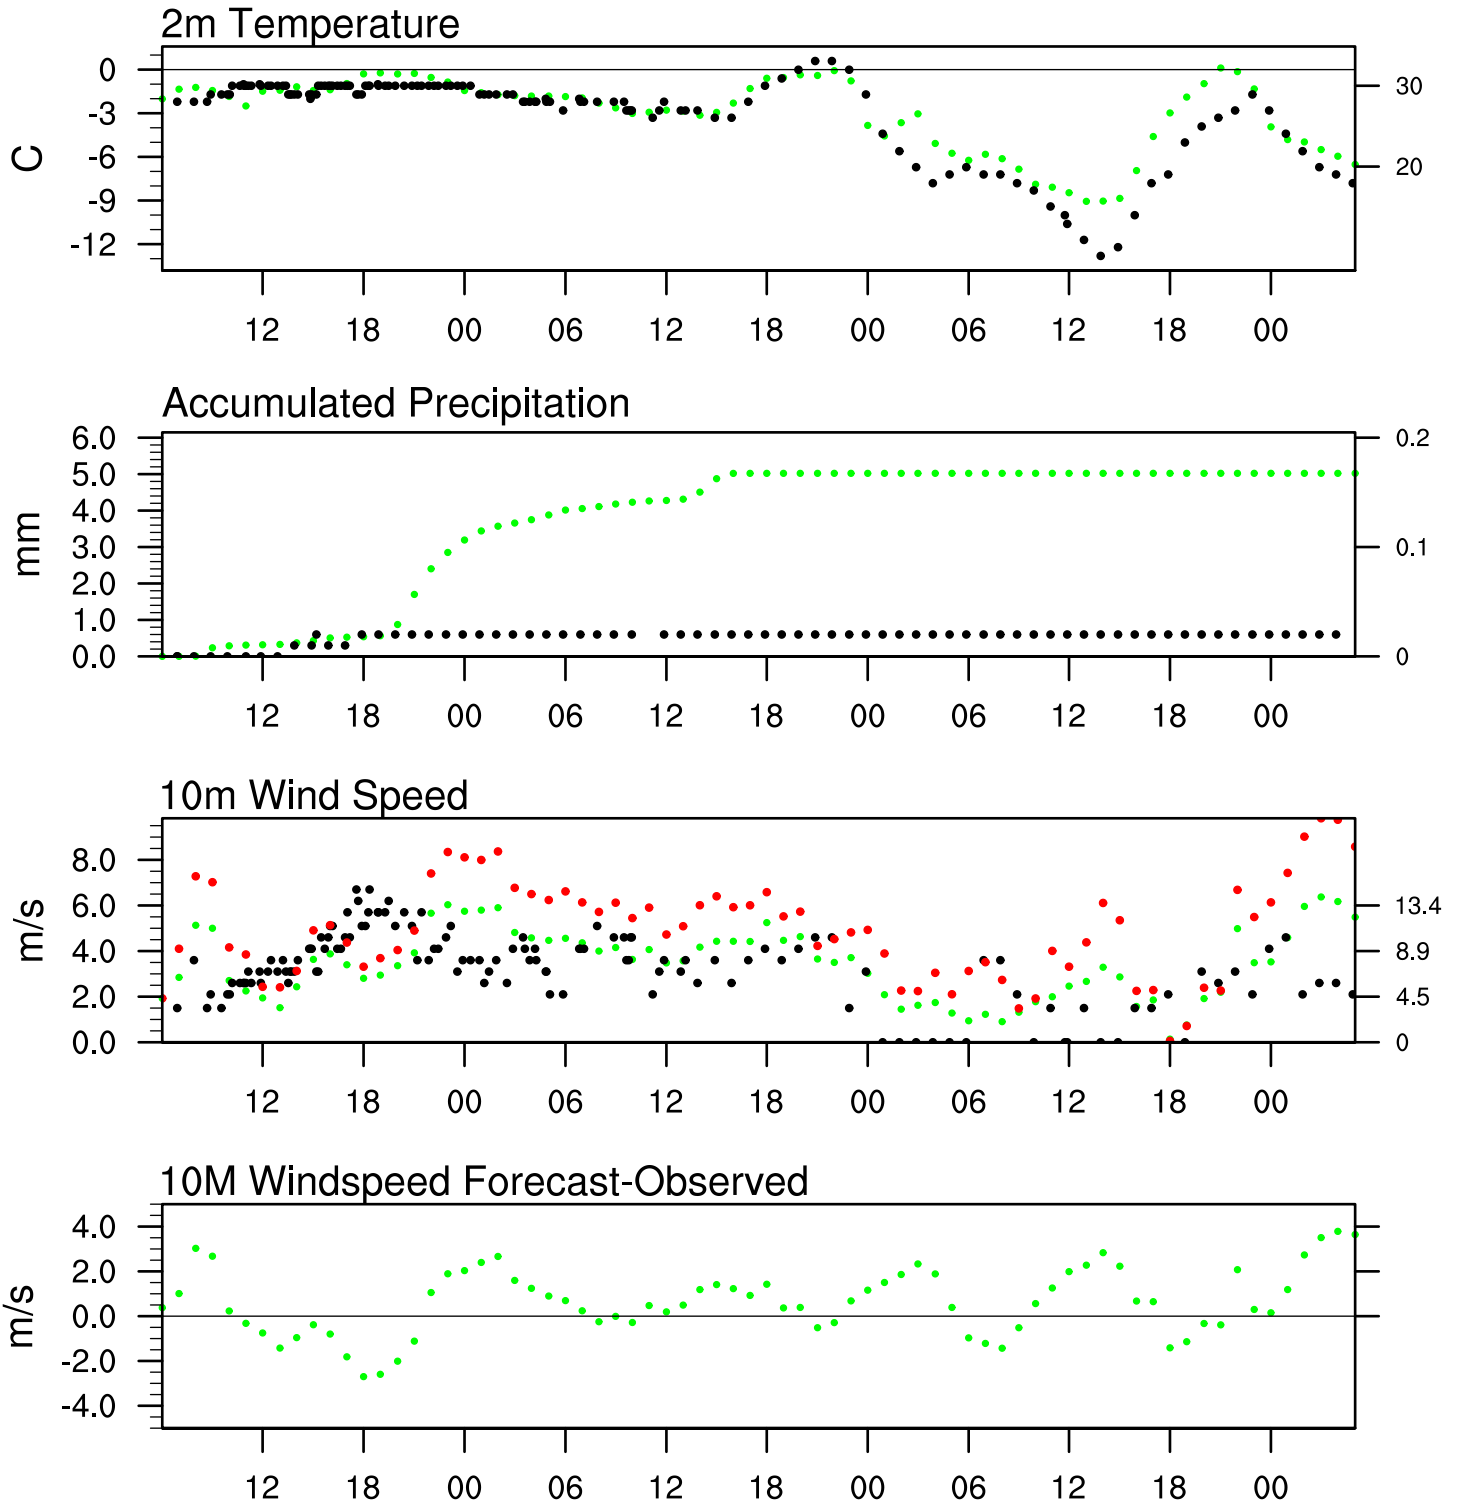 2m Temperature
0
-3
-6
-9
-12
C
30
20
12 18 00 06 12 18 00 06 12 18 00
Accumulated Precipitation
6.0
5.0
4.0
3.0
2.0
1.0
0.0
mm
0.2
0.1
0
12 18 00 06 12 18 00 06 12 18 00
10m Wind Speed
8.0
6.0
4.0
2.0
0.0
m/s
13.4
8.9
4.5
0
12 18 00 06 12 18 00 06 12 18 00
10M Windspeed Forecast-Observed
4.0
2.0
0.0
-2.0
-4.0
m/s
12 18 00 06 12 18 00 06 12 18 00